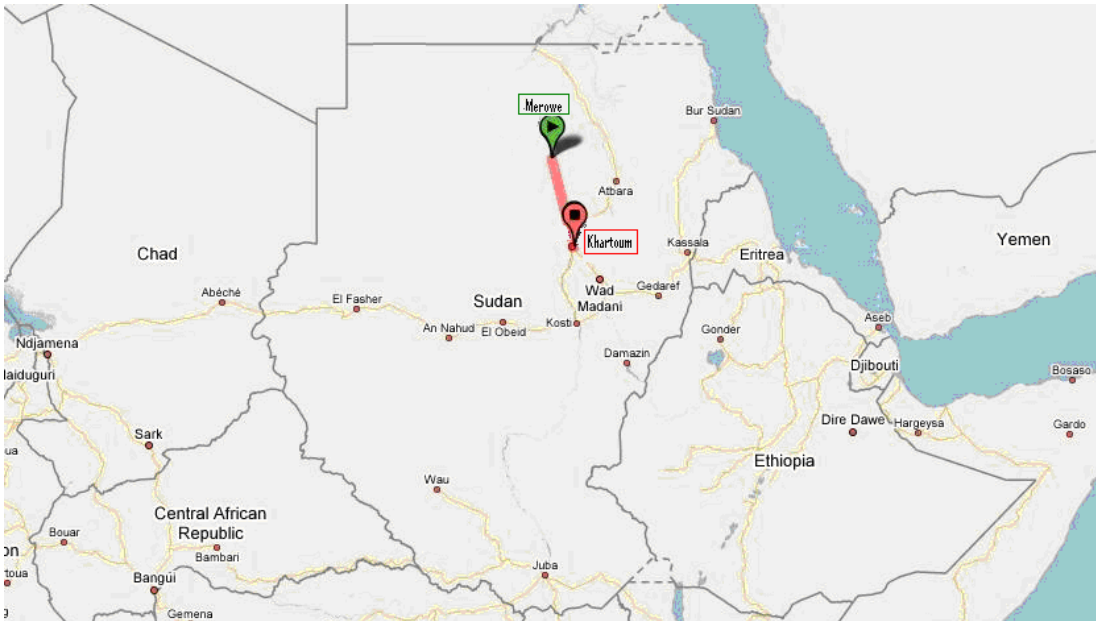 Merowe
Bur Sudan
Atbara
Khartoum
Kassala
Yemen
Chad
Eritrea
Abéché
El Fasher
Sudan
Wad
Madani
Gedaref
An Nahud
El Obeid
Kosti
Gonder
Aseb
Ndjamena
Maiduguri
Damazin
Djibouti
Bosaso
Sark
Dire Dawe
Hargeysa
Gardo
Ethiopia
Wau
Central African
Republic
Bouar
Bambari
Juba
Bangui
Gemena